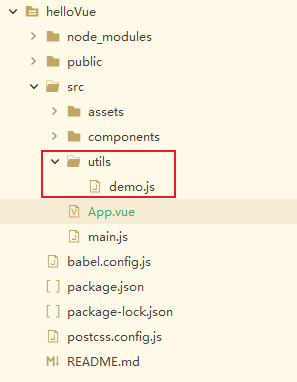 helloVue
node_modules
public
src
assets
components
utils
demo.js
App.vue
main.js
babel.config.js
package.json
package-lock.json
postcss.config.js
README.md